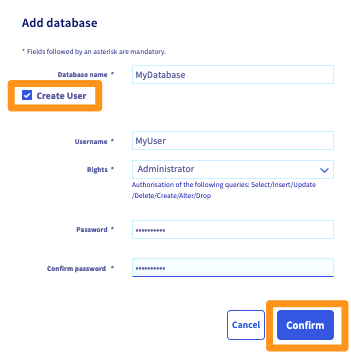 Add database
* Fields followed by an asterisk are mandatory.
Database name * MyDatabase
Create User
Username * MyUser
Rights * Administrator
Authorisation of the following queries: Select/Insert/Update
/Delete/Create/Alter/Drop
Password * ••••••••••
Confirm password * ••••••••••
Cancel Confirm